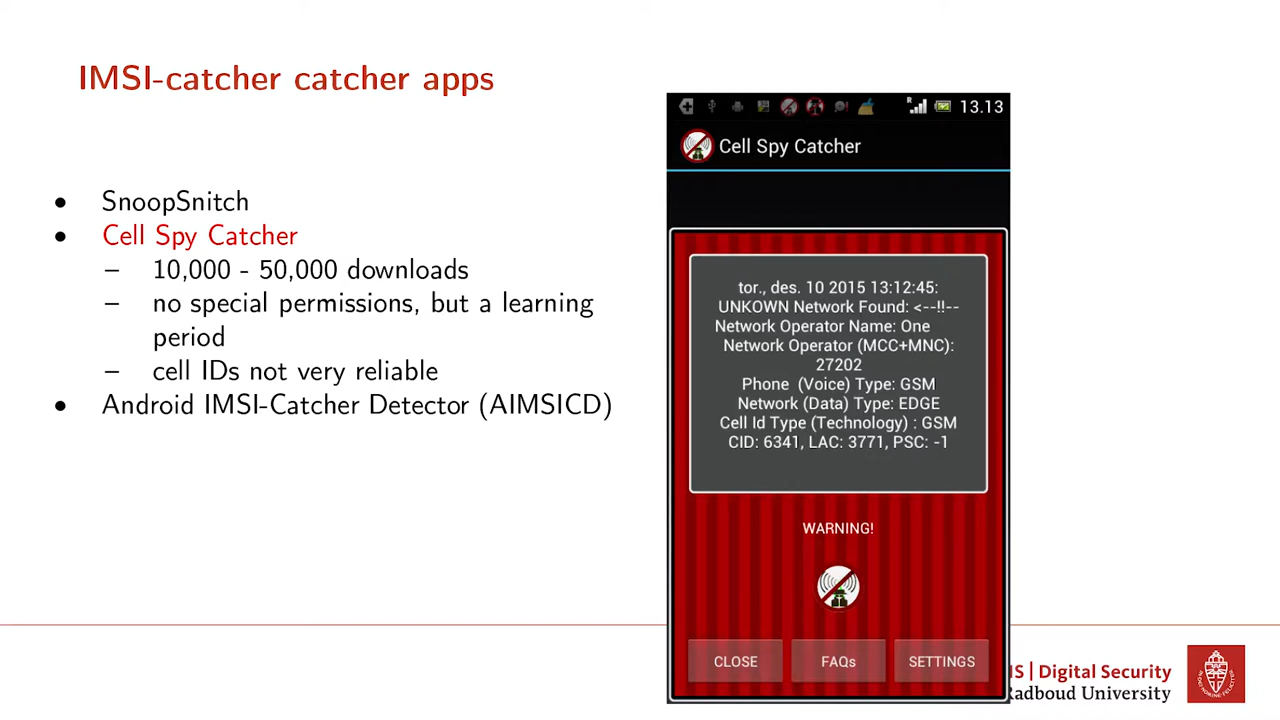 IMSI-catcher catcher apps
• SnoopSnitch
• Cell Spy Catcher
– 10,000 - 50,000 downloads
– no special permissions, but a learning
period
– cell IDs not very reliable
• Android IMSI-Catcher Detector (AIMSICD)
R
13.13
Cell Spy Catcher
tor., des. 10 2015 13:12:45:
UNKOWN Network Found: <--!!--
Network Operator Name: One
Network Operator (MCC+MNC):
27202
Phone (Voice) Type: GSM
Network (Data) Type: EDGE
Cell Id Type (Technology) : GSM
CID: 6341, LAC: 3771, PSC: -1
WARNING!
CLOSE
FAQs
SETTINGS
IS | Digital Security
Radboud University